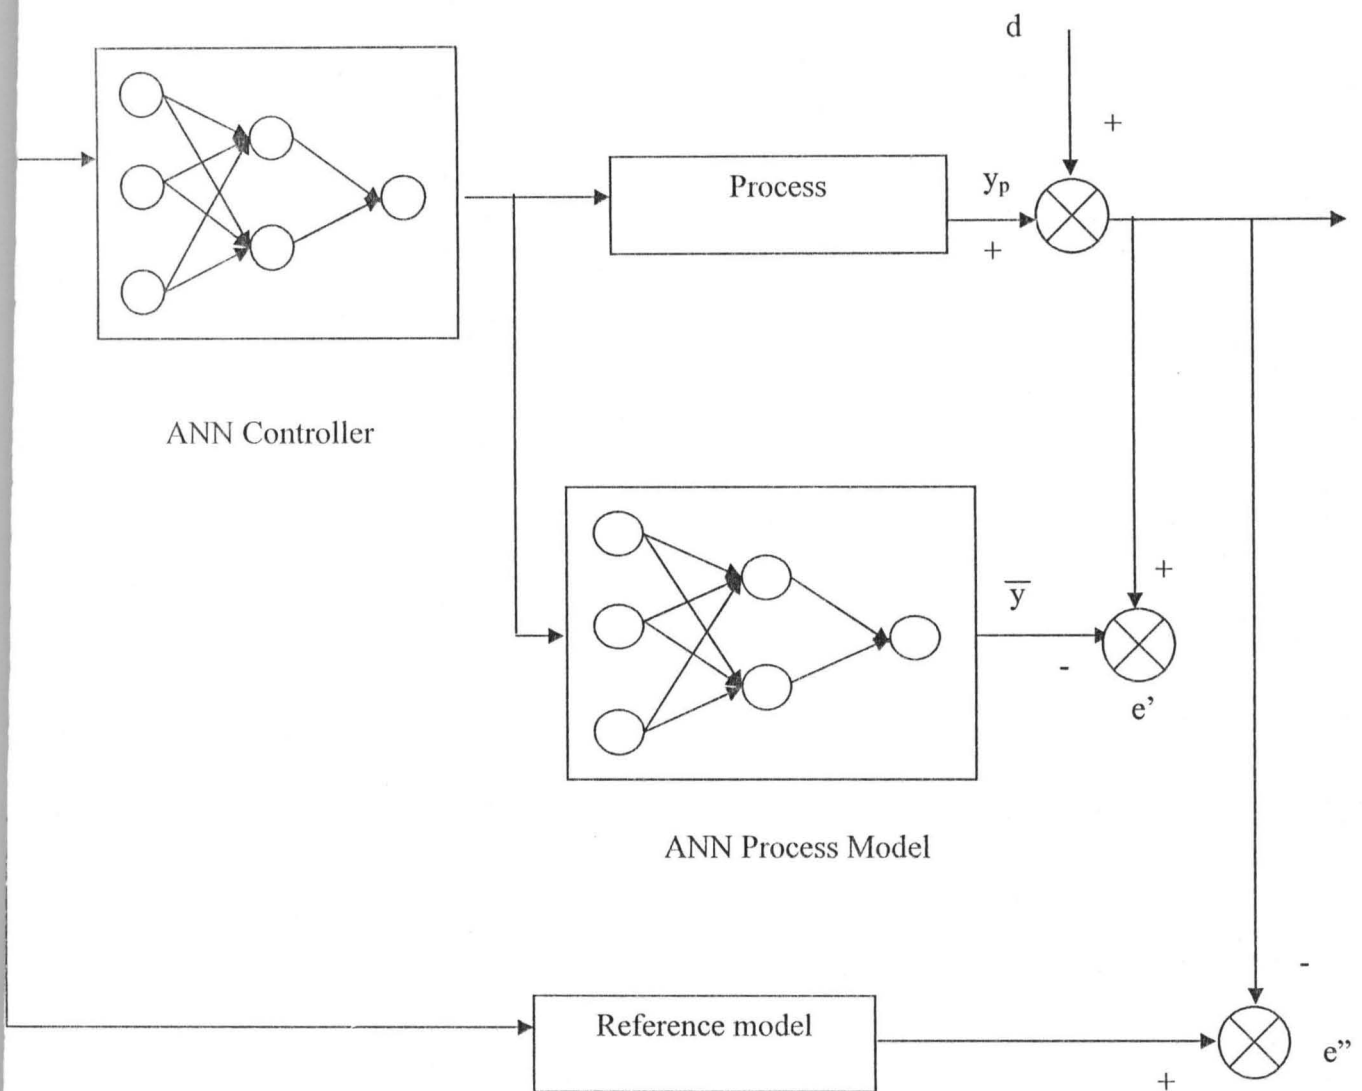 d
+
Process
yₚ
+
ANN Controller
+
y̅
-
e’
ANN Process Model
-
Reference model
+
e”